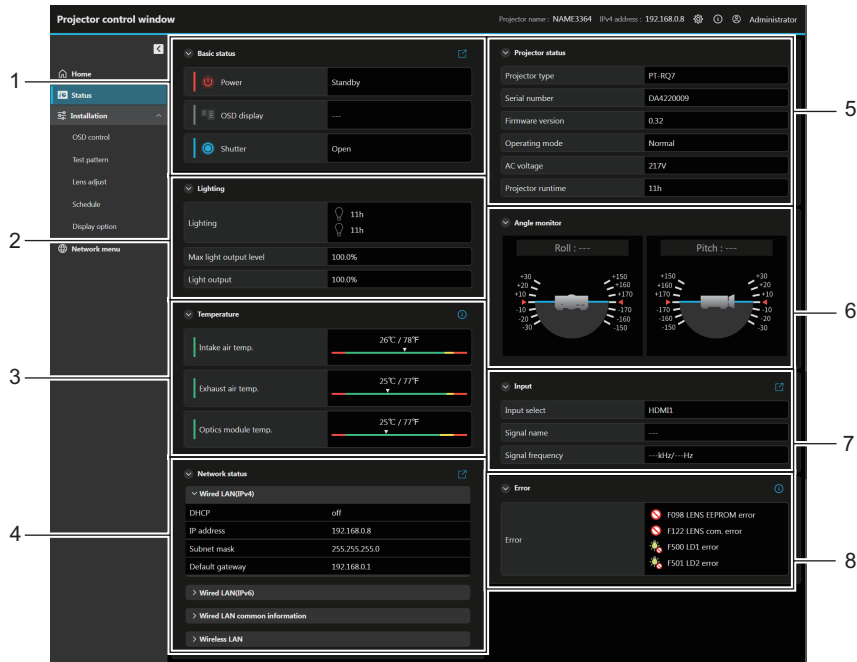 Projector control window
Projector name : NAME3364 IPv4 address : 192.168.0.8 Administrator
Home
Status
Installation
OSD control
Test pattern
Lens adjust
Schedule
Display option
Network menu
1
Basic status
Power Standby
OSD display ---
Shutter Open
2
Lighting
Lighting 11h
11h
Max light output level 100.0%
Light output 100.0%
3
Temperature
Intake air temp. 26℃ / 78℉
Exhaust air temp. 25℃ / 77℉
Optics module temp. 25℃ / 77℉
4
Network status
Wired LAN(IPv4)
DHCP off
IP address 192.168.0.8
Subnet mask 255.255.255.0
Default gateway 192.168.0.1
Wired LAN(IPv6)
Wired LAN common information
Wireless LAN
5
Projector status
Projector type PT-RQ7
Serial number DA4220009
Firmware version 0.32
Operating mode Normal
AC voltage 217V
Projector runtime 11h
6
Angle monitor
Roll : ---
+30 +150
+20 +160
+10 +170
-10 -170
-20 -160
-30 -150
Pitch : ---
+150 +30
+160 +20
+170 +10
-170 -10
-160 -20
-150 -30
7
Input
Input select HDMI1
Signal name ---
Signal frequency ---kHz/---Hz
8
Error
Error
F098 LENS EEPROM error
F122 LENS com. error
F500 LD1 error
F501 LD2 error